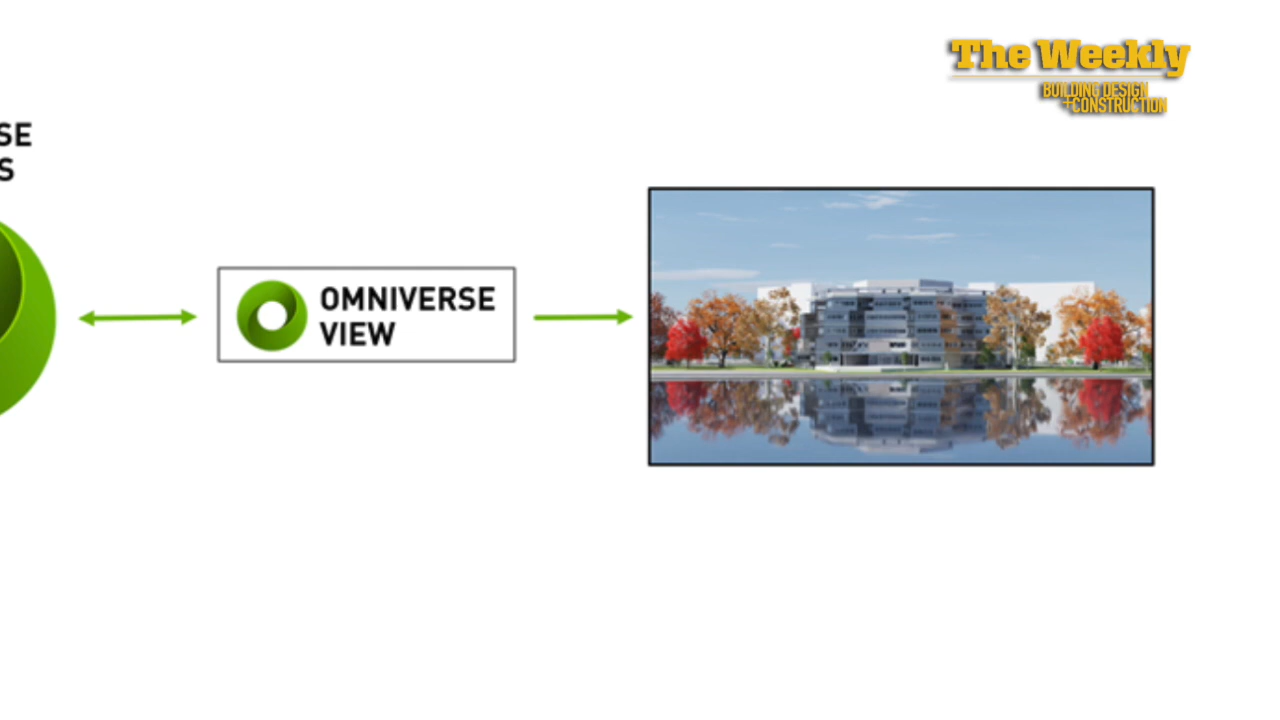 The Weekly
BUILDING DESIGN
+CONSTRUCTION
SE
S
OMNIVERSE
VIEW